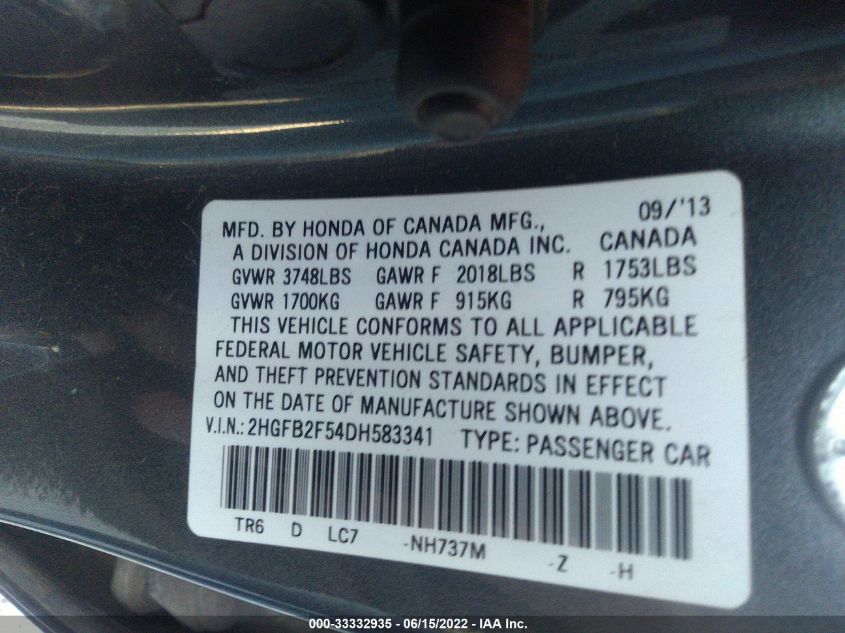 09/'13
MFD. BY HONDA OF CANADA MFG.,
A DIVISION OF HONDA CANADA INC. CANADA
GVWR 3748LBS GAWR F 2018LBS R 1753LBS
GVWR 1700KG GAWR F 915KG R 795KG
THIS VEHICLE CONFORMS TO ALL APPLICABLE
FEDERAL MOTOR VEHICLE SAFETY, BUMPER,
AND THEFT PREVENTION STANDARDS IN EFFECT
ON THE DATE OF MANUFACTURE SHOWN ABOVE.
V.I.N.: 2HGFB2F54DH583341 TYPE: PASSENGER CAR
TR6 D LC7 -NH737M -Z -H
000-33332935 - 06/15/2022 - IAA Inc.